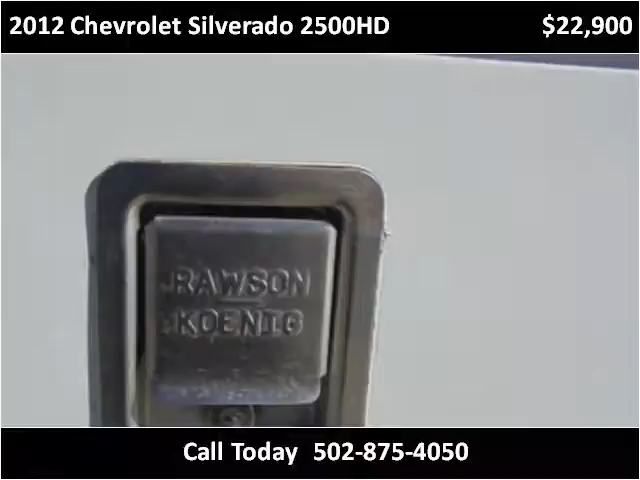 2012 Chevrolet Silverado 2500HD $22,900
RAWSON
KOENIG
Call Today 502-875-4050